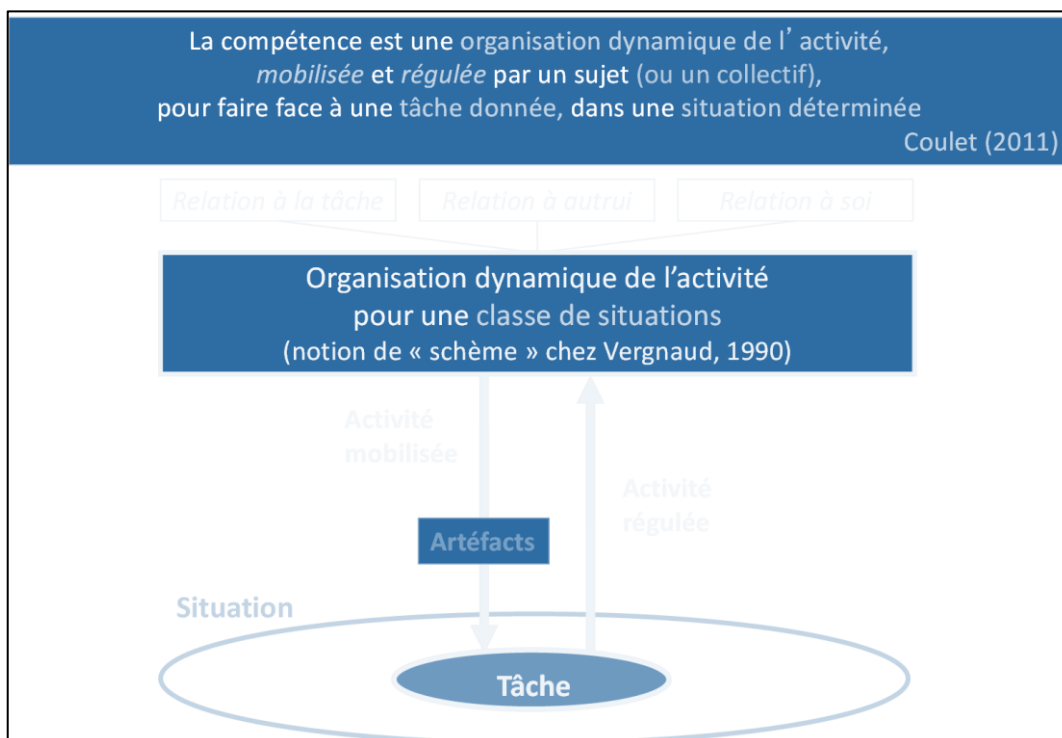 La compétence est une organisation dynamique de l’ activité,
mobilisée et régulée par un sujet (ou un collectif),
pour faire face à une tâche donnée, dans une situation déterminée
Coulet (2011)
Relation à la tâche Relation à autrui Relation à soi
Organisation dynamique de l’activité
pour une classe de situations
(notion de « schème » chez Vergnaud, 1990)
Activité
mobilisée
Activité
régulée
Artéfacts
Situation
Tâche